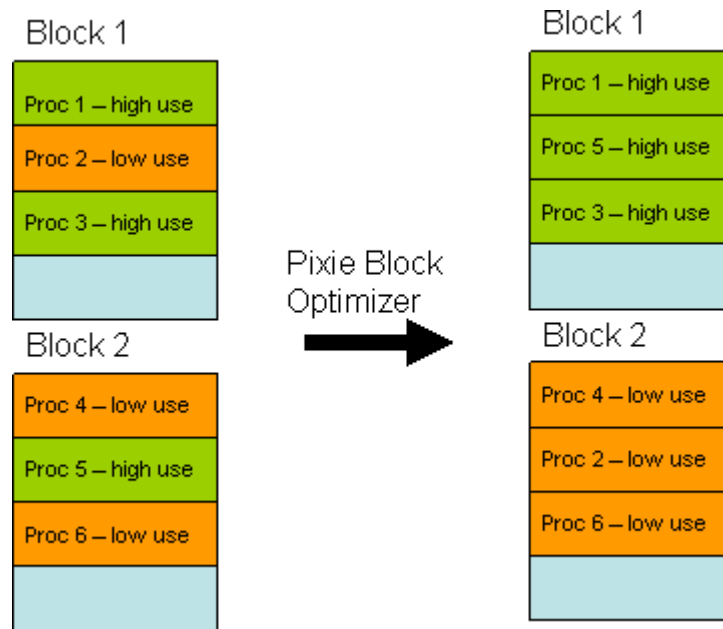 Block 1
Proc 1 – high use
Proc 2 – low use
Proc 3 – high use
Block 2
Proc 4 – low use
Proc 5 – high use
Proc 6 – low use
Pixie Block
Optimizer
Block 1
Proc 1 – high use
Proc 5 – high use
Proc 3 – high use
Block 2
Proc 4 – low use
Proc 2 – low use
Proc 6 – low use